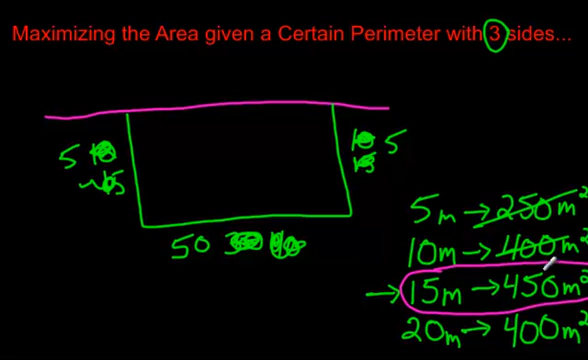 Maximizing the Area given a Certain Perimeter with 3 sides...
5
5
50
5m → 250m²
10m → 400m²
→ 15m → 450m²
20m → 400m²